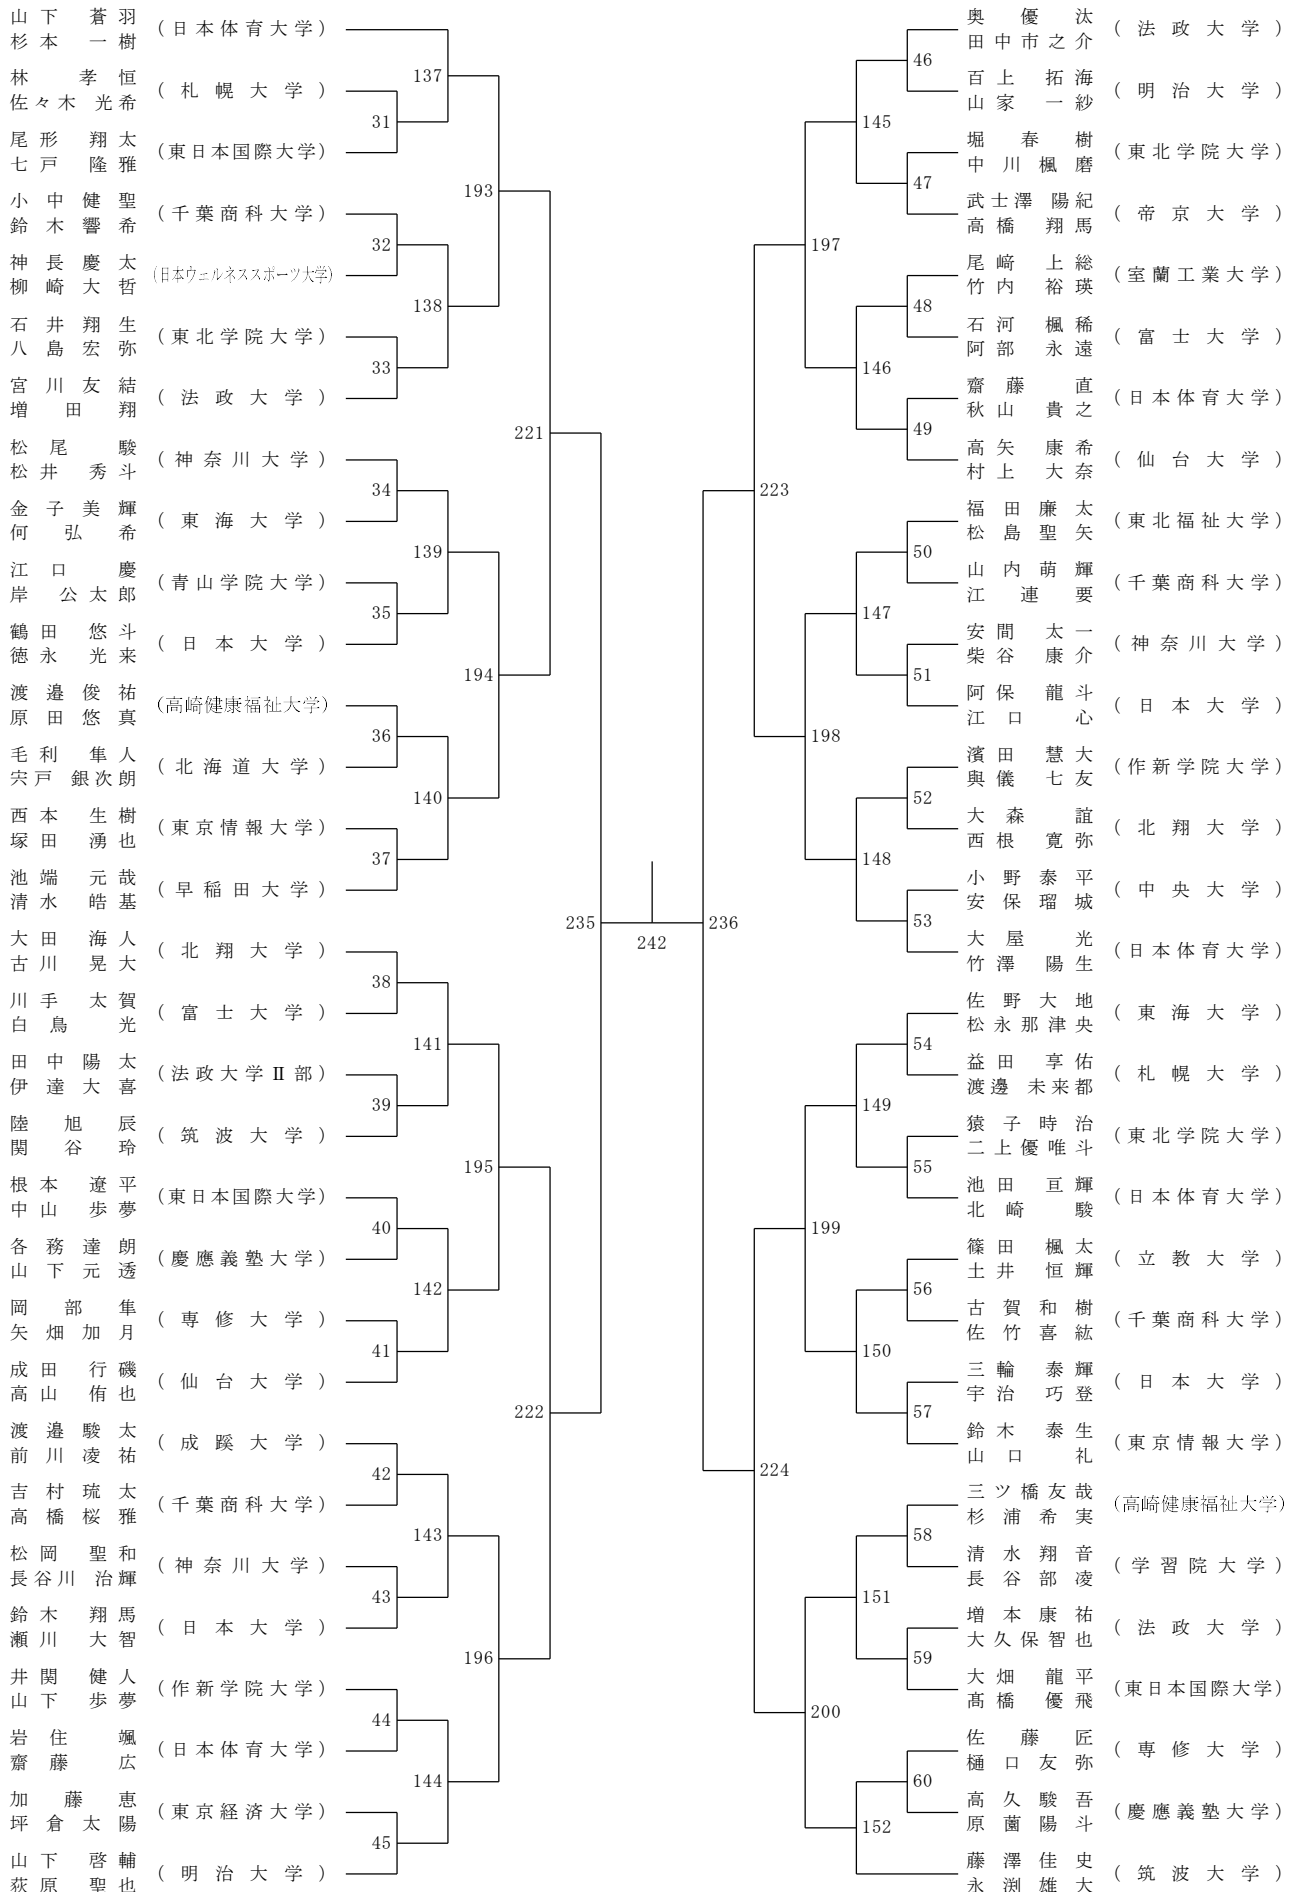 山下 蒼羽
杉本 一樹
(日本体育大学)
林 孝恒
佐々木 光希
(札幌大学)
尾形 翔太
七戸 隆雅
(東日本国際大学)
小中健聖
鈴木響希
(千葉商科大学)
神長慶太
柳崎大哲
(日本ウェルネススポーツ大学)
石井翔生
八島宏弥
(東北学院大学)
宮川友結
増田翔
(法政大学)
松尾 駿
松井 秀斗
(神奈川大学)
金子美輝
何弘希
(東海大学)
江口 慶
岸 公太郎
(青山学院大学)
鶴田 悠斗
徳永 光来
(日本大学)
渡邉俊祐
原田悠真
(高崎健康福祉大学)
毛利 隼人
宍戸 銀次朗
(北海道大学)
西本 生樹
塚田 湧也
(東京情報大学)
池端 元哉
清水 皓基
(早稲田大学)
大田 海人
古川 晃大
(北翔大学)
川手 太賀
白鳥 光
(富士大学)
田中陽太
伊達大喜
(法政大学Ⅱ部)
陸旭辰
関谷玲
(筑波大学)
根本 遼平
中山 歩夢
(東日本国際大学)
各務達朗
山下元透
(慶應義塾大学)
岡部隼
矢畑加月
(専修大学)
成田 行磯
高山 侑也
(仙台大学)
渡邉駿太
前川凌祐
(成蹊大学)
吉村琉太
高橋桜雅
(千葉商科大学)
松岡 聖和
長谷川 治輝
(神奈川大学)
鈴木 翔馬
瀬川 大智
(日本大学)
井関 健人
山下 歩夢
(作新学院大学)
岩住 颯
齋藤 広
(日本体育大学)
加藤恵
坪倉太陽
(東京経済大学)
山下 啓輔
荻原 聖也
(明治大学)
137
31
193
32
138
33
221
34
139
35
194
36
140
37
235
38
141
39
195
40
142
41
222
42
143
43
196
44
144
45
242
236
46
145
47
197
48
146
49
223
50
147
51
198
52
148
53
54
149
55
199
56
150
57
224
58
151
59
200
60
152
奥優汰
田中市之介
(法政大学)
百上 拓海
山家 一紗
(明治大学)
堀春樹
中川楓磨
(東北学院大学)
武士澤 陽紀
高橋 翔馬
(帝京大学)
尾﨑 上総
竹内 裕瑛
(室蘭工業大学)
石河 楓稀
阿部 永遠
(富士大学)
齋藤 直
秋山 貴之
(日本体育大学)
高矢 康希
村上 大奈
(仙台大学)
福田廉太
松島聖矢
(東北福祉大学)
山内萌輝
江連要
(千葉商科大学)
安間 太一
柴谷 康介
(神奈川大学)
阿保 龍斗
江口 心
(日本大学)
濱田 慧大
與儀 七友
(作新学院大学)
大森 誼
西根 寛弥
(北翔大学)
小野泰平
安保瑠城
(中央大学)
大屋 光
竹澤 陽生
(日本体育大学)
佐野大地
松永那津央
(東海大学)
益田 享佑
渡邊 未来都
(札幌大学)
猿子時治
二上優唯斗
(東北学院大学)
池田 亘輝
北崎 駿
(日本体育大学)
篠田 楓太
土井 恒輝
(立教大学)
古賀和樹
佐竹喜紘
(千葉商科大学)
三輪 泰輝
宇治 巧登
(日本大学)
鈴木 泰生
山口 礼
(東京情報大学)
三ツ橋友哉
杉浦希実
(高崎健康福祉大学)
清水翔音
長谷部凌
(学習院大学)
増本康祐
大久保智也
(法政大学)
大畑 龍平
髙橋 優飛
(東日本国際大学)
佐藤匠
樋口友弥
(専修大学)
高久駿吾
原薗陽斗
(慶應義塾大学)
藤澤佳史
永渕雄大
(筑波大学)